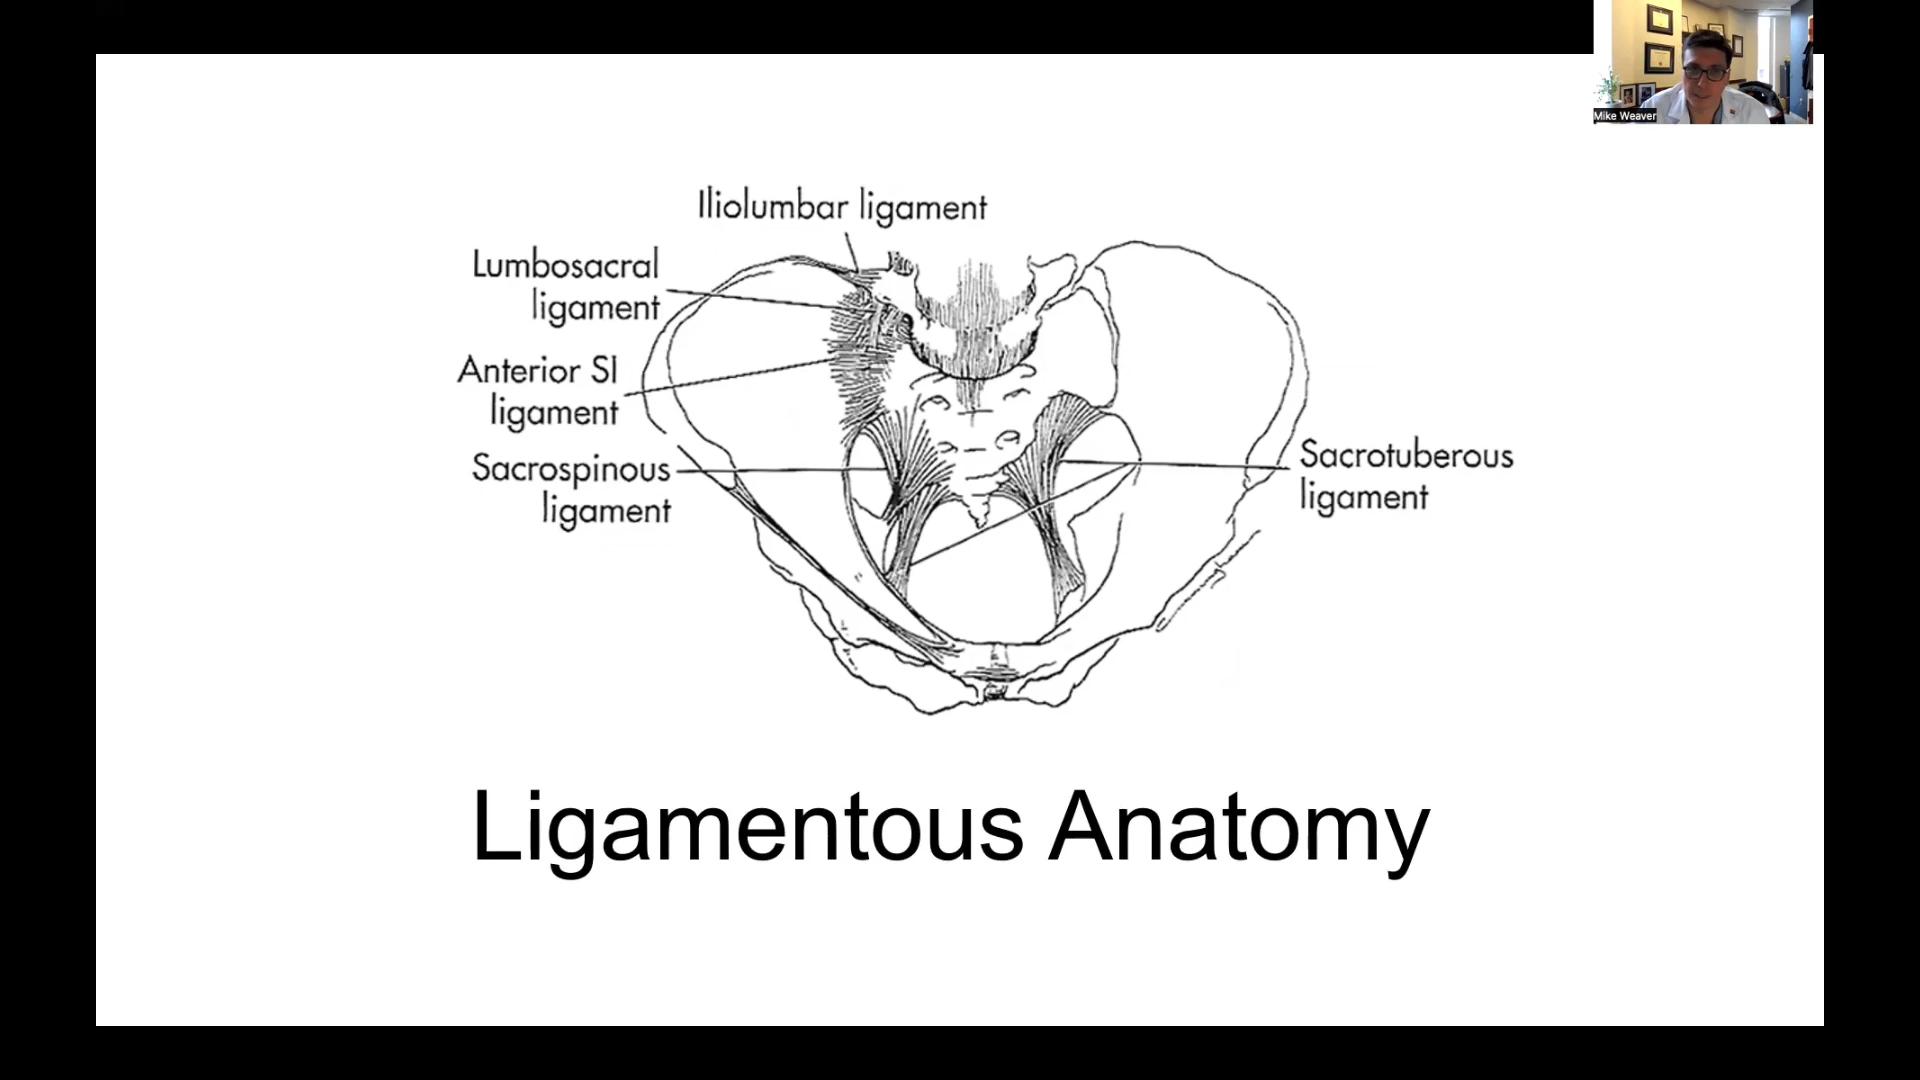 Mike Weaver
Iliolumbar ligament
Lumbosacral
ligament
Anterior SI
ligament
Sacrospinous
ligament
Sacrotuberous
ligament
Ligamentous Anatomy